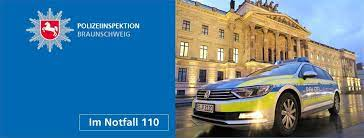 POLIZEIINSPEKTION
BRAUNSCHWEIG
Im Notfall 110